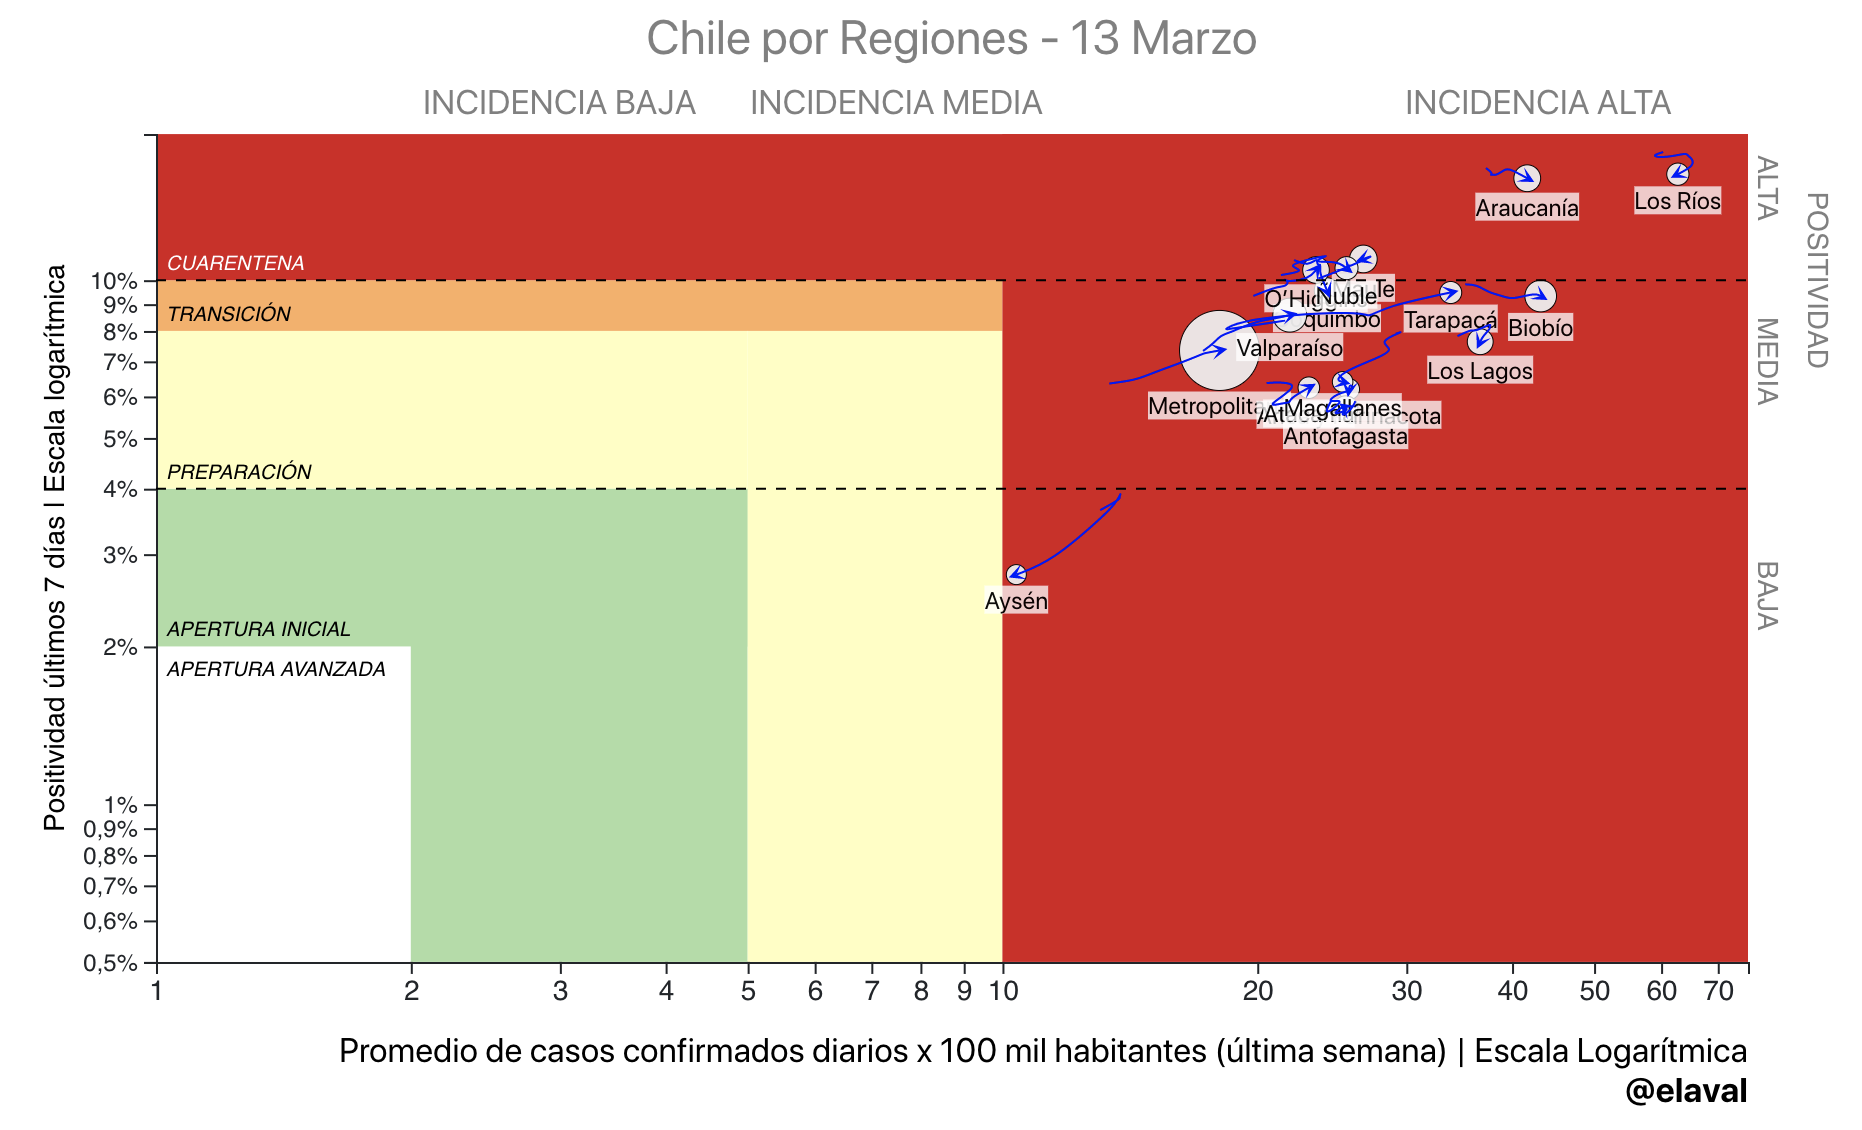 Chile por Regiones - 13 Marzo
INCIDENCIA BAJA
INCIDENCIA MEDIA
INCIDENCIA ALTA
Positividad últimos 7 días I Escala logarítmica
10%
9%
8%
7%
6%
5%
4%
3%
2%
1%
0,9%
0,8%
0,7%
0,6%
0,5%
CUARENTENA
TRANSICIÓN
PREPARACIÓN
APERTURA INICIAL
APERTURA AVANZADA
Araucanía
Los Ríos
Ñuble
Tarapacá
Biobío
Valparaíso
Los Lagos
Magallanes
Antofagasta
Aysén
ALTA
MEDIA
BAJA
POSITIVIDAD
1 2 3 4 5 6 7 8 9 10 20 30 40 50 60 70
Promedio de casos confirmados diarios x 100 mil habitantes (última semana) | Escala Logarítmica
@elaval